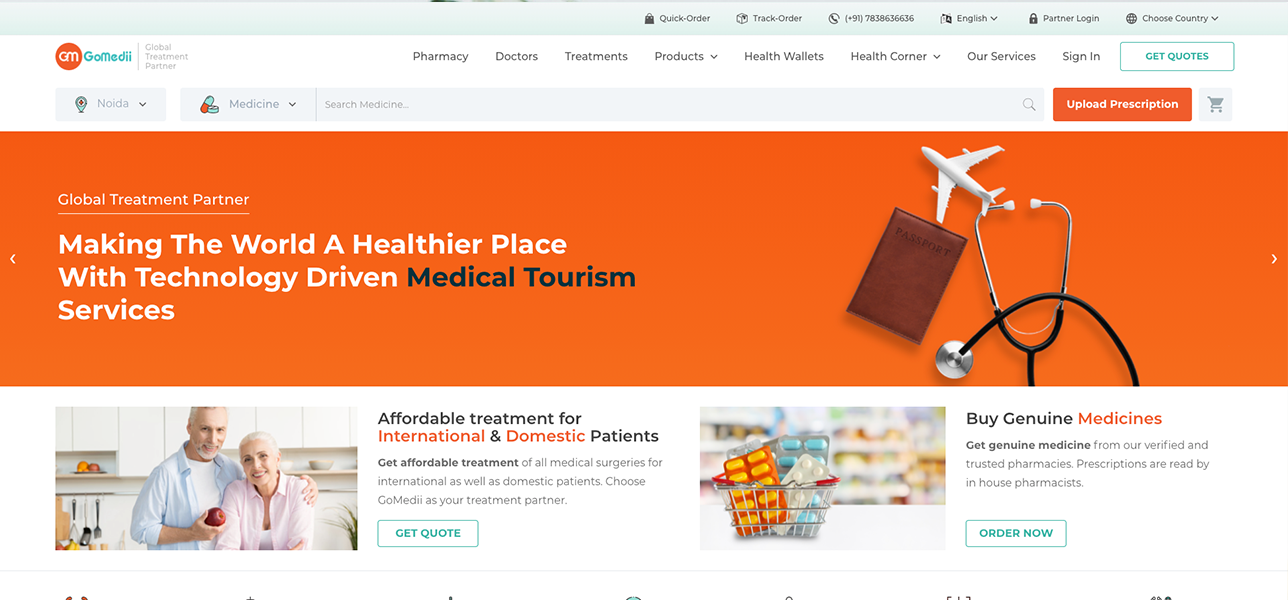 Quick-Order
Track-Order
(+91) 7838636636
English
Partner Login
Choose Country
GM GoMedii
Global
Treatment
Partner
Pharmacy
Doctors
Treatments
Products
Health Wallets
Health Corner
Our Services
Sign In
GET QUOTES
Noida
Medicine
Search Medicine...
Upload Prescription
Global Treatment Partner
Making The World A Healthier Place
With Technology Driven Medical Tourism
Services
PASSPORT
Affordable treatment for
International & Domestic Patients
Get affordable treatment of all medical surgeries for
international as well as domestic patients. Choose
GoMedii as your treatment partner.
GET QUOTE
Buy Genuine Medicines
Get genuine medicine from our verified and
trusted pharmacies. Prescriptions are read by
in house pharmacists.
ORDER NOW